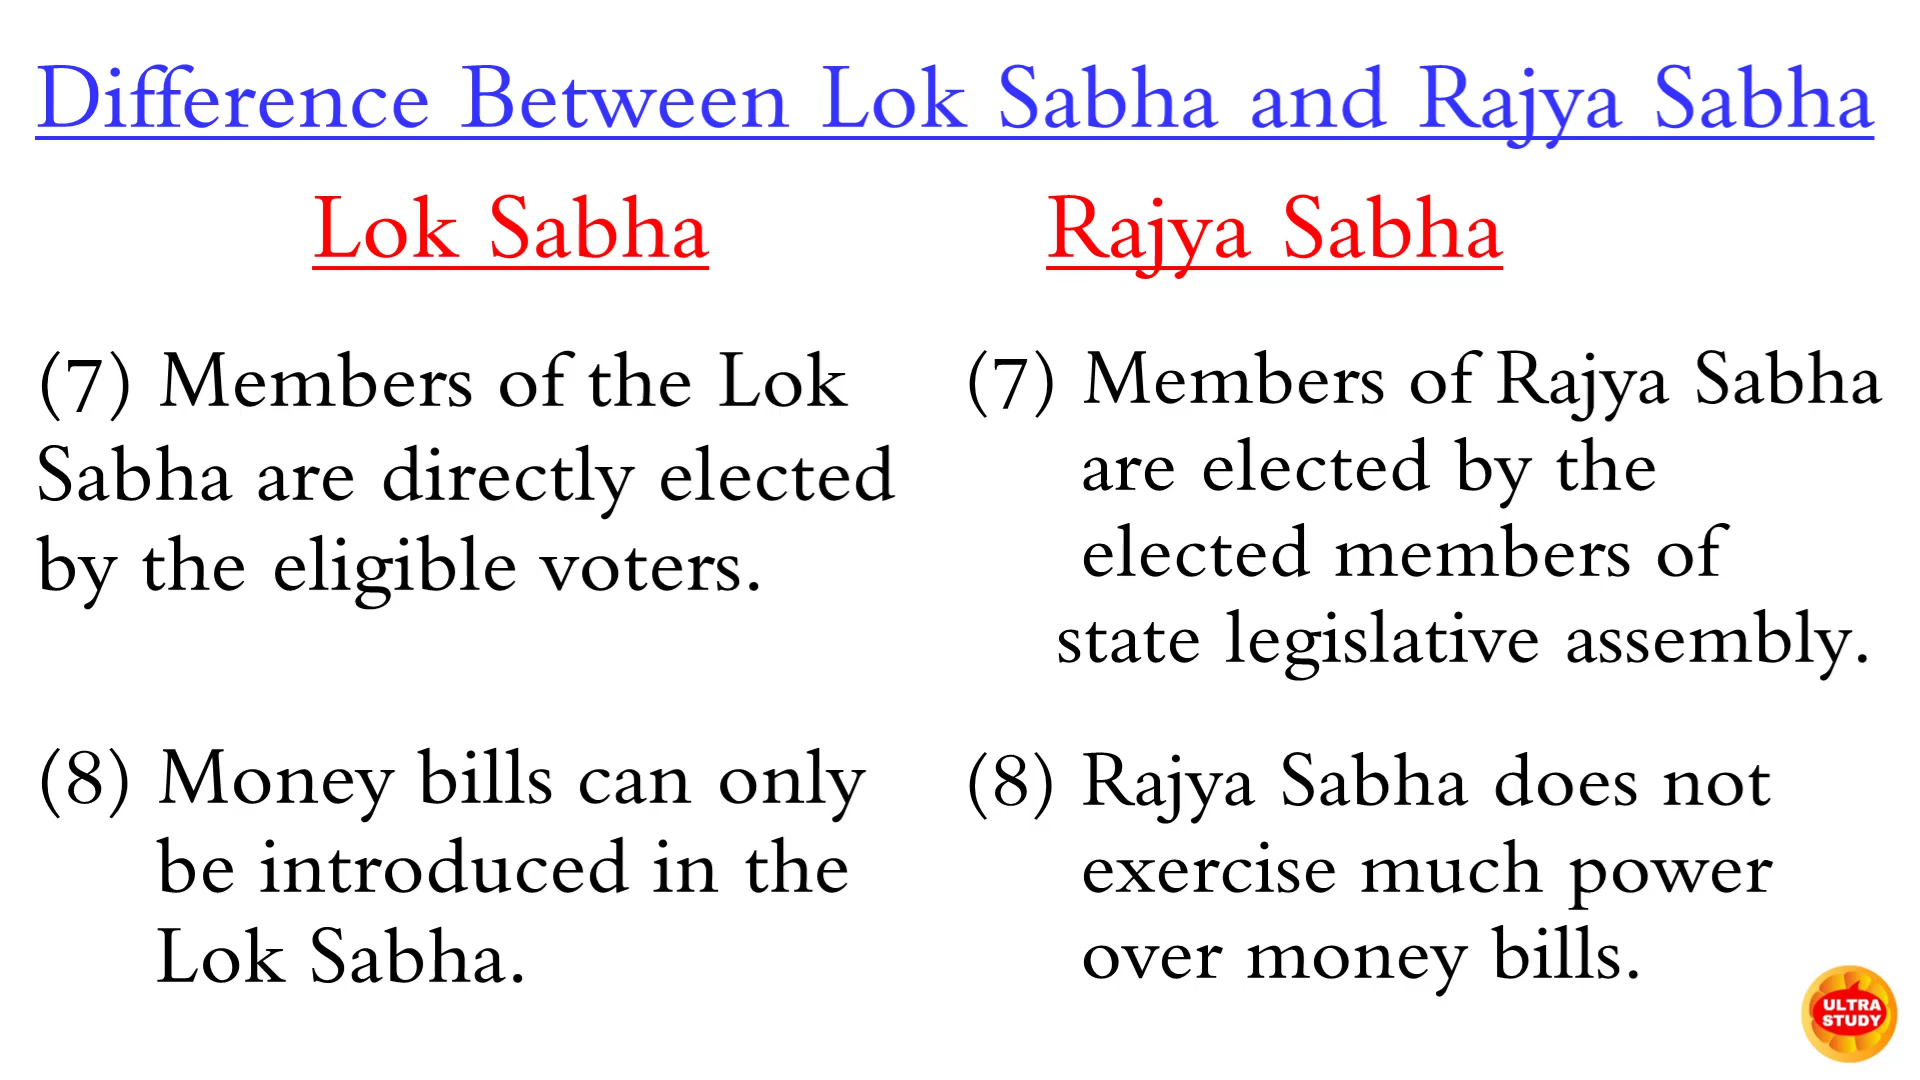 Difference Between Lok Sabha and Rajya Sabha
Lok Sabha
Rajya Sabha
(7) Members of the Lok
Sabha are directly elected
by the eligible voters.
(7) Members of Rajya Sabha
are elected by the
elected members of
state legislative assembly.
(8) Money bills can only
be introduced in the
Lok Sabha.
(8) Rajya Sabha does not
exercise much power
over money bills.
ULTRA
STUDY